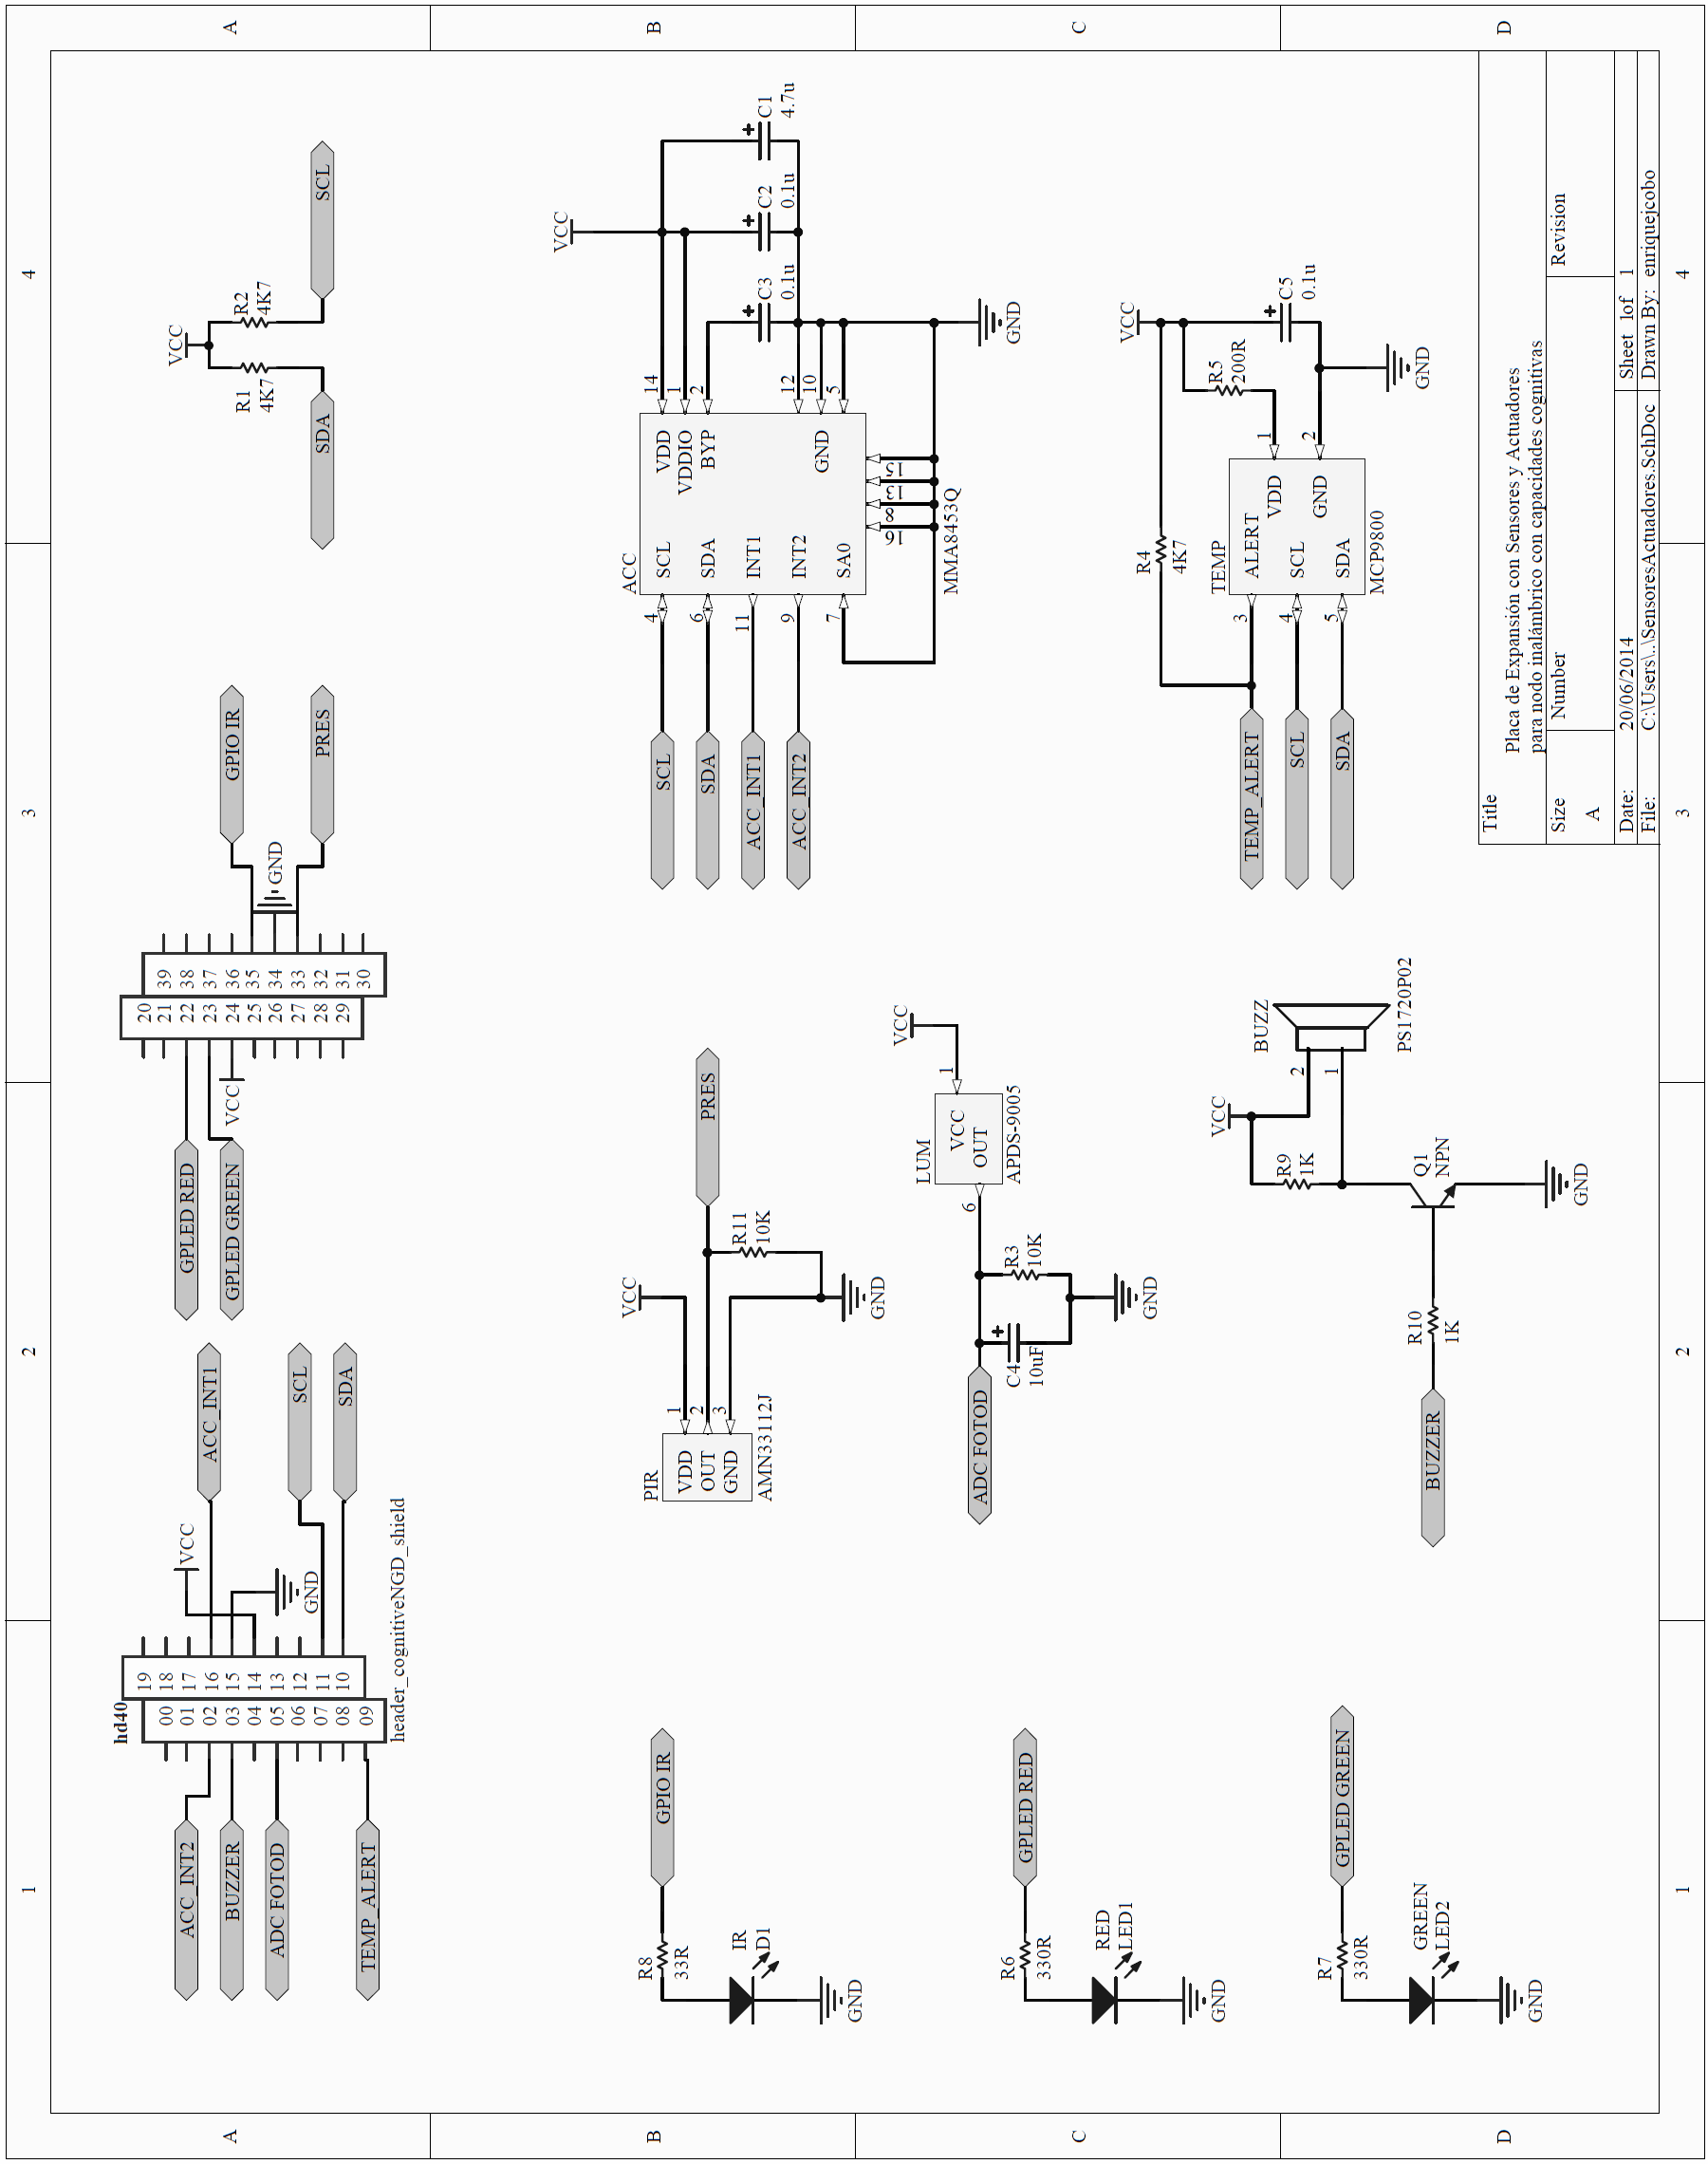 1
2
3
4
A
A
hd40
19
18
17
16
15
14
13
12
11
10
00
01
02
03
04
05
06
07
08
09
header_cognitiveNGD_shield
ACC_INT2
BUZZER
ADC FOTOD
TEMP_ALERT
VCC
GND
ACC_INT1
SCL
SDA
GPLED RED
GPLED GREEN
VCC
20
21
22
23
24
25
26
27
28
29
39
38
37
36
35
34
33
32
31
30
GND
GPIO IR
PRES
VCC
R1
4K7
R2
4K7
SDA
SCL
B
B
R8
33R
GPIO IR
IR
D1
GND
PIR
VDD
OUT
GND
AMN33112J
1
2
3
VCC
PRES
R11
10K
GND
SCL
SDA
ACC_INT1
ACC_INT2
4
6
11
9
7
ACC
SCL
SDA
INT1
INT2
SA0
VDD
VDDIO
BYP
GND
MMA8453Q
14
1
2
12
10
5
16
8
13
15
VCC
C3
0.1u
C2
0.1u
C1
4.7u
GND
C
C
R6
330R
GPLED RED
RED
LED1
GND
ADC FOTOD
C4
10uF
R3
10K
GND
6
LUM
VCC
OUT
APDS-9005
1
VCC
TEMP_ALERT
SCL
SDA
3
4
5
R4
4K7
TEMP
ALERT
SCL
SDA
VDD
GND
MCP9800
1
2
R5
200R
VCC
C5
0.1u
GND
D
D
R7
330R
GPLED GREEN
GREEN
LED2
GND
BUZZER
R10
1K
Q1
NPN
R9
1K
VCC
GND
2
1
BUZZ
PS1720P02
Title
Placa de Expansión con Sensores y Actuadores
para nodo inalámbrico con capacidades cognitivas
Size
A
Number
Revision
Date: 20/06/2014 Sheet 1of 1
File: C:\Users\..\SensoresActuadores.SchDoc Drawn By: enriquejcobo
1
2
3
4